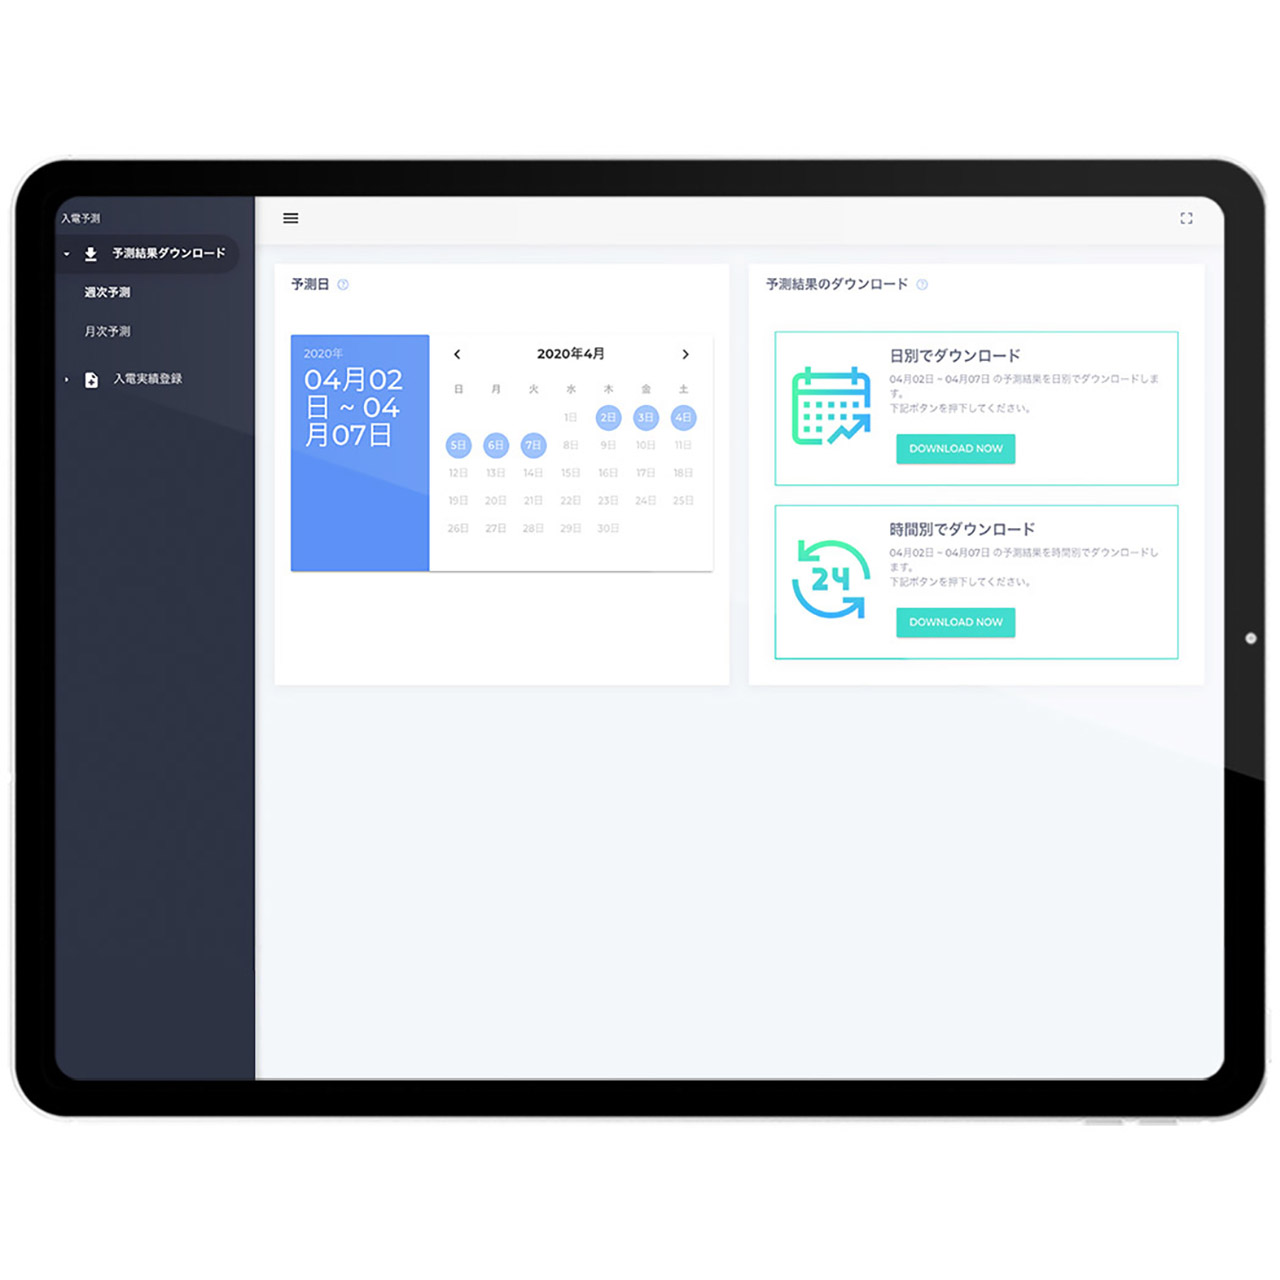 入電予測
予測結果ダウンロード
週次予測
月次予測
入電実績登録
予測日
2020年
04月02
日 ~ 04
月07日
2020年4月
日 月 火 水 木 金 土
1日 2日 3日 4日
5日 6日 7日 8日 9日 10日 11日
12日 13日 14日 15日 16日 17日 18日
19日 20日 21日 22日 23日 24日 25日
26日 27日 28日 29日 30日
予測結果のダウンロード
日別でダウンロード
04月02日 ~ 04月07日 の予測結果を日別でダウンロードしま
す。
下記ボタンを押下してください。
DOWNLOAD NOW
24
時間別でダウンロード
04月02日 ~ 04月07日 の予測結果を時間別でダウンロードし
ます。
下記ボタンを押下してください。
DOWNLOAD NOW